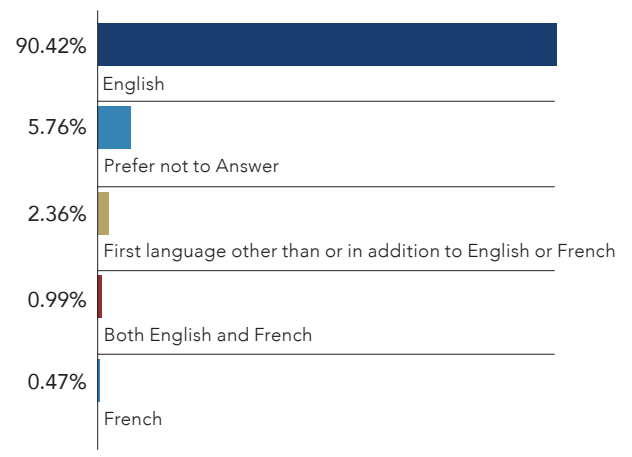 90.42%
English
5.76%
Prefer not to Answer
2.36%
First language other than or in addition to English or French
0.99%
Both English and French
0.47%
French